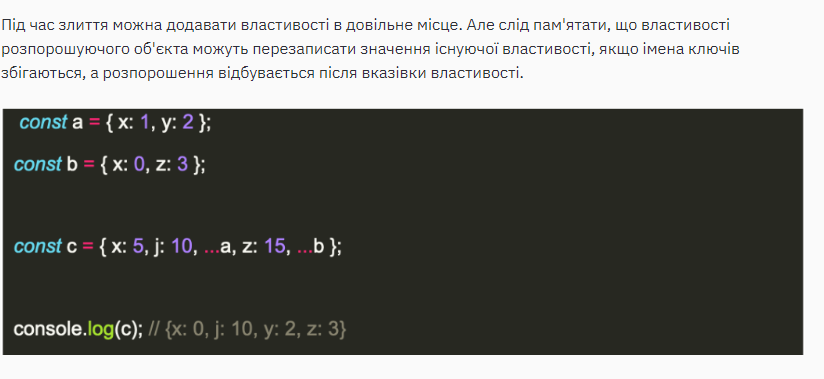 Під час злиття можна додавати властивості в довільне місце. Але слід пам'ятати, що властивості
розпорошуючого об'єкта можуть перезаписати значення існуючої властивості, якщо імена ключів
збігаються, а розпорошення відбувається після вказівки властивості.
const a = { x: 1, y: 2 };
const b = { x: 0, z: 3 };
const c = { x: 5, j: 10, ...a, z: 15, ...b };
console.log(c); // {x: 0, j: 10, y: 2, z: 3}